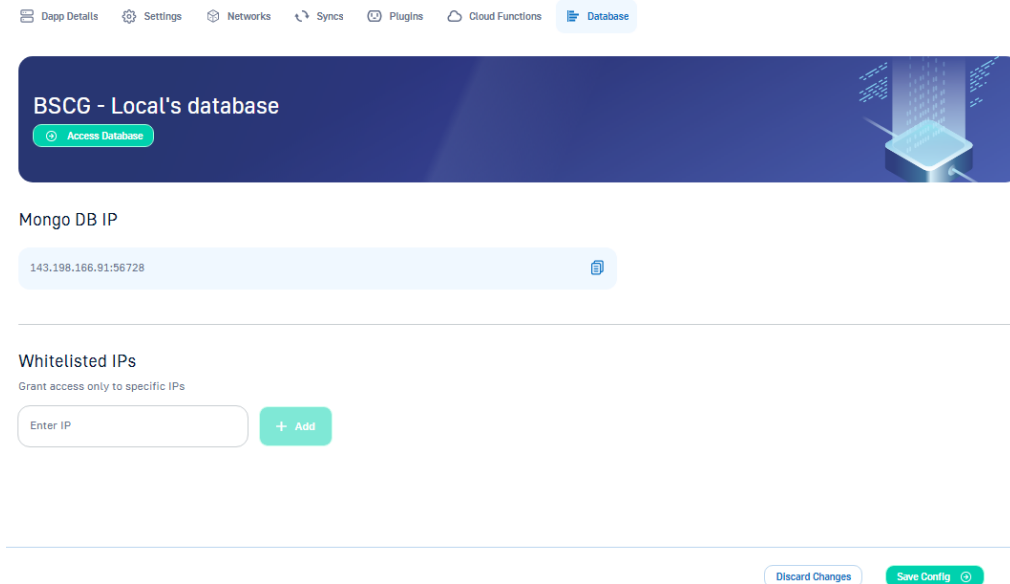 Dapp Details Settings Networks Syncs Plugins Cloud Functions Database
BSCG - Local's database
Access Database
Mongo DB IP
143.198.166.91:56728
Whitelisted IPs
Grant access only to specific IPs
Enter IP
+ Add
Discard Changes Save Config